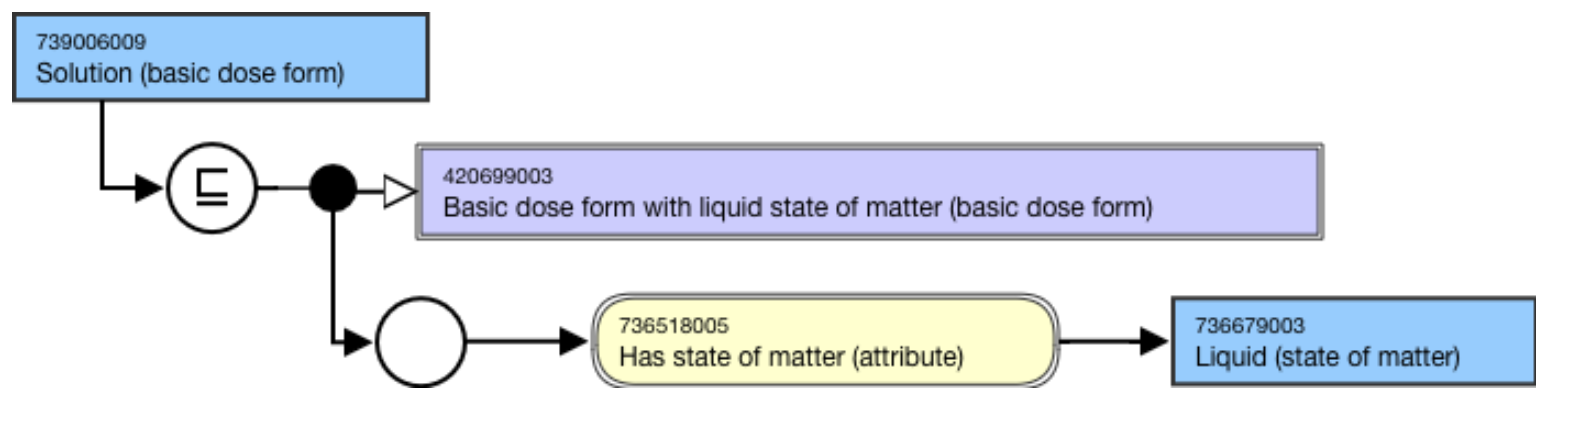 739006009
Solution (basic dose form)
⊑
420699003
Basic dose form with liquid state of matter (basic dose form)
736518005
Has state of matter (attribute)
736679003
Liquid (state of matter)